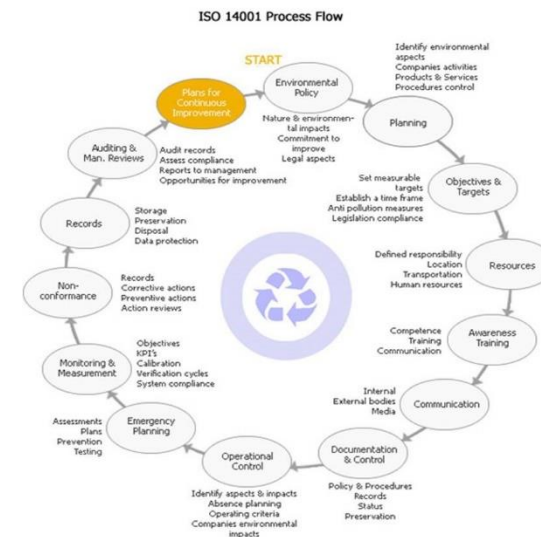 ISO 14001 Process Flow
START
Environmental
Policy
Nature & environmen-
tal impacts
Commitment to
improve
Legal aspects
Identify environmental
aspects
Companies activities
Products & Services
Procedures control
Planning
Set measurable
targets
Establish a time frame
Anti pollution measures
Legislation compliance
Objectives &
Targets
Defined responsibility
Location
Transportation
Human resources
Resources
Competence
Training
Communication
Awareness
Training
Internal
External bodies
Media
Communication
Documentation
& Control
Policy & Procedures
Records
Status
Preservation
Operational
Control
Identify aspects & impacts
Absence planning
Operating criteria
Companies environmental
impacts
Emergency
Planning
Assessments
Plans
Prevention
Testing
Monitoring &
Measurement
Objectives
KPI's
Calibration
Verification cycles
System compliance
Non-
conformance
Records
Corrective actions
Preventive actions
Action reviews
Records
Storage
Preservation
Disposal
Data protection
Auditing &
Man. Reviews
Audit records
Assess compliance
Reports to management
Opportunities for improvement
Plans for
Continuous
Improvement